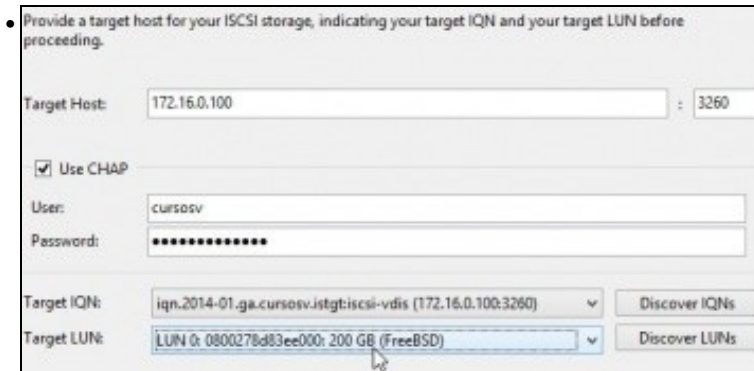 Provide a target host for your ISCSI storage, indicating your target IQN and your target LUN before
proceeding.
Target Host: 172.16.0.100 : 3260
Use CHAP
User: cursosv
Password: •••••••••••••
Target IQN: iqn.2014-01.ga.cursosv.istgt:iscsi-vdis (172.16.0.100:3260) Discover IQNs
Target LUN: LUN 0: 0800278d83ee000: 200 GB (FreeBSD) Discover LUNs